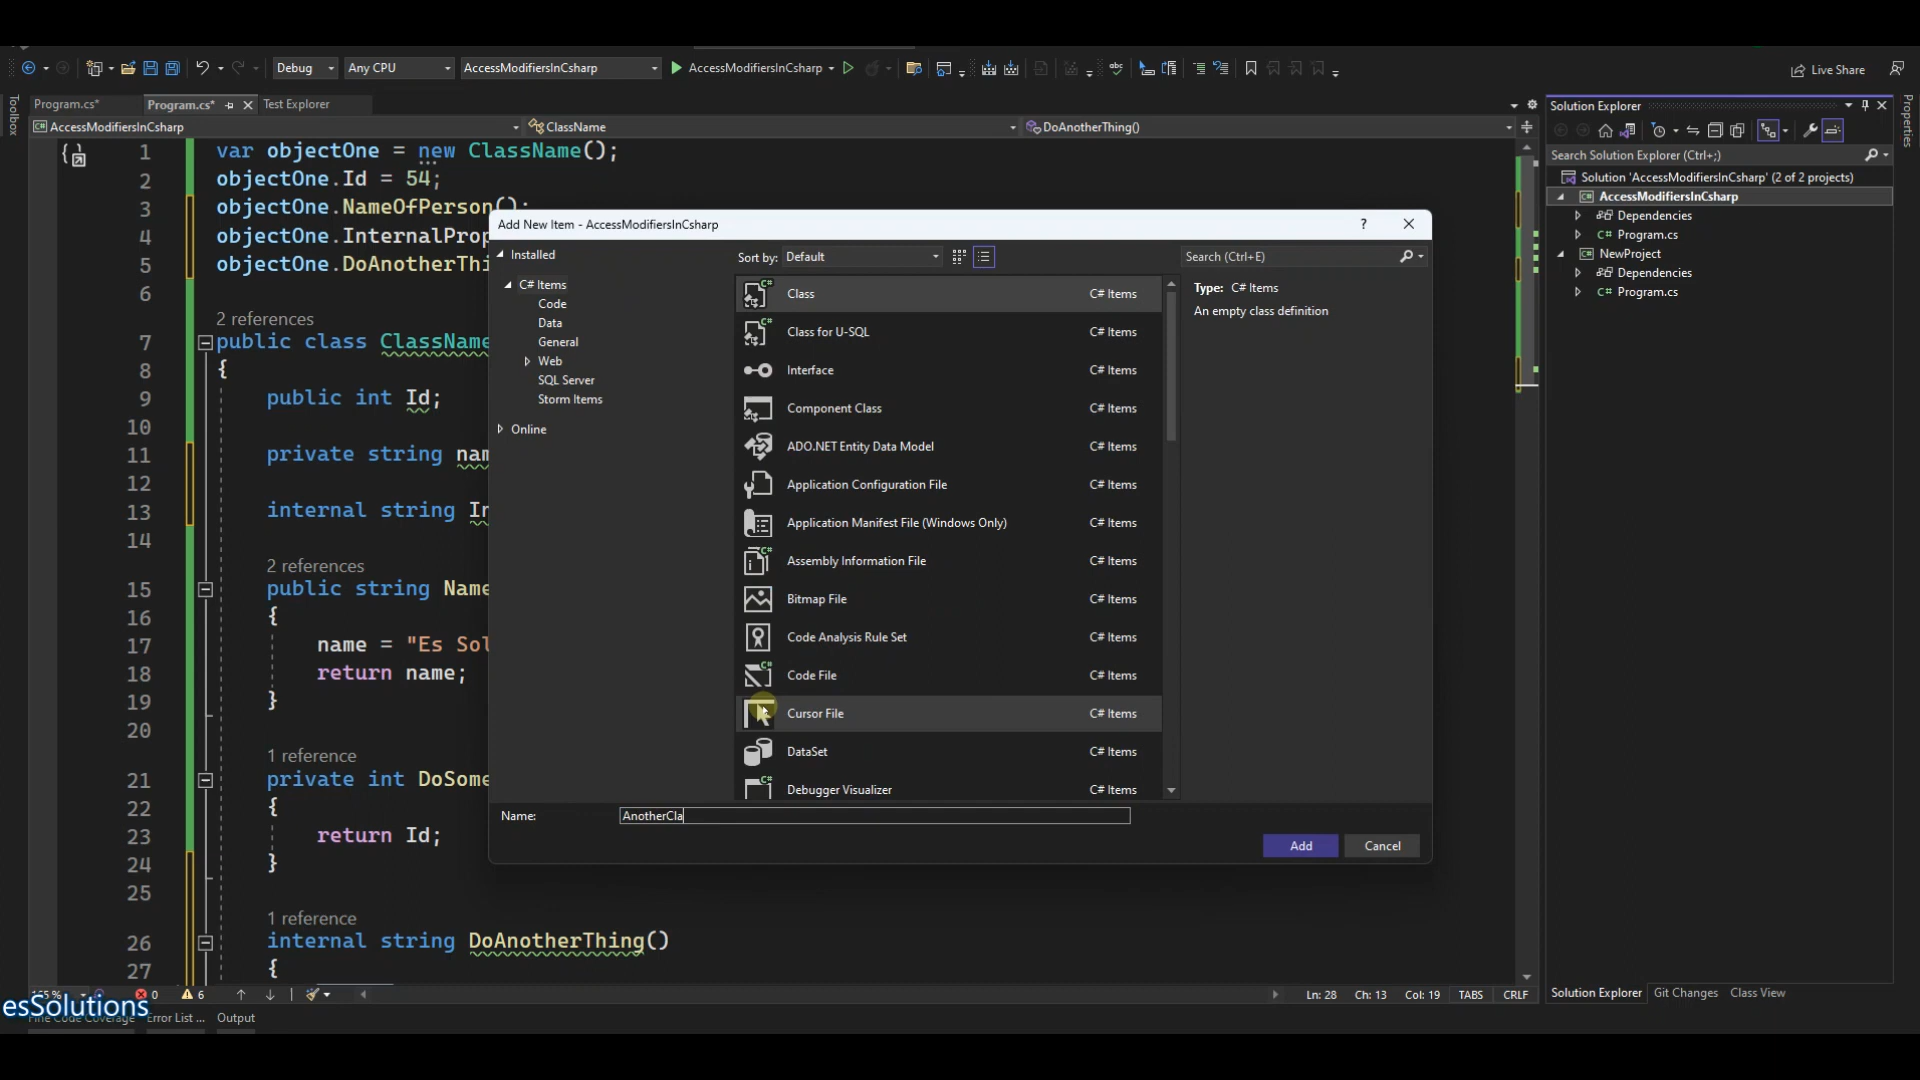 Debug
Any CPU
AccessModifiersInCsharp
AccessModifiersInCsharp
Live Share
Toolbox
Program.cs*
Program.cs*
Test Explorer
AccessModifiersInCsharp
ClassName
DoAnotherThing()
1 var objectOne = new ClassName();
2 objectOne.Id = 54;
3 objectOne.NameOfPerson();
4 objectOne.InternalProp
5 objectOne.DoAnotherThi
6
2 references
7 public class ClassName
8 {
9 public int Id;
10
11 private string nam
12
13 internal string In
14
2 references
15 public string Name
16 {
17 name = "Es Sol
18 return name;
19 }
20
1 reference
21 private int DoSome
22 {
23 return Id;
24 }
25
1 reference
26 internal string DoAnotherThing()
27 {
Add New Item - AccessModifiersInCsharp
Installed
C# Items
Code
Data
General
Web
SQL Server
Storm Items
Online
Sort by: Default
Search (Ctrl+E)
Class C# Items
Class for U-SQL C# Items
Interface C# Items
Component Class C# Items
ADO.NET Entity Data Model C# Items
Application Configuration File C# Items
Application Manifest File (Windows Only) C# Items
Assembly Information File C# Items
Bitmap File C# Items
Code Analysis Rule Set C# Items
Code File C# Items
Cursor File C# Items
DataSet C# Items
Debugger Visualizer C# Items
Type: C# Items
An empty class definition
Name: AnotherCla
Add
Cancel
Solution Explorer
Search Solution Explorer (Ctrl+;)
Solution 'AccessModifiersInCsharp' (2 of 2 projects)
AccessModifiersInCsharp
Dependencies
C# Program.cs
NewProject
Dependencies
C# Program.cs
Properties
0
6
Ln: 28 Ch: 13 Col: 19 TABS CRLF
Solution Explorer Git Changes Class View
esSolutions
Error List ...
Output